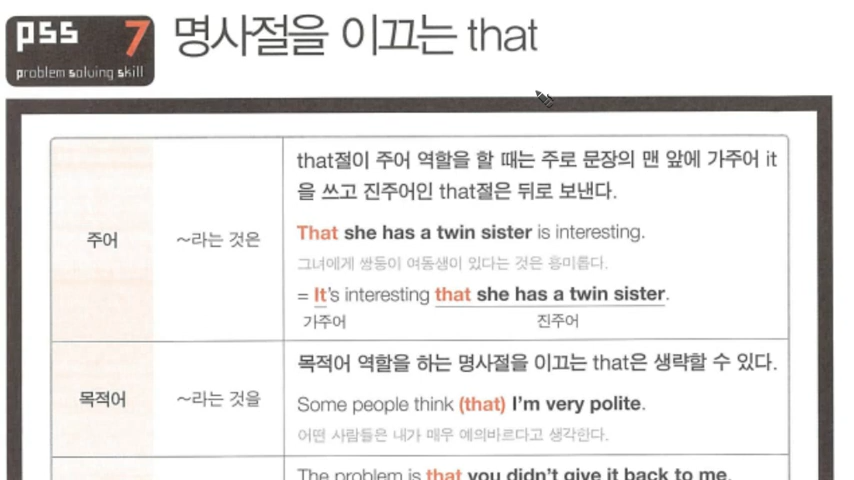 pss 7 명사절을 이끄는 that
problem solving skill
that절이 주어 역할을 할 때는 주로 문장의 맨 앞에 가주어 it
을 쓰고 진주어인 that절은 뒤로 보낸다.
주어 ~라는 것은 That she has a twin sister is interesting.
그녀에게 쌍둥이 여동생이 있다는 것은 흥미롭다.
= It's interesting that she has a twin sister.
가주어 진주어
목적어 역할을 하는 명사절을 이끄는 that은 생략할 수 있다.
목적어 ~라는 것을 Some people think (that) I'm very polite.
어떤 사람들은 내가 매우 예의바르다고 생각한다.
The problem is that you didn't give it back to me.